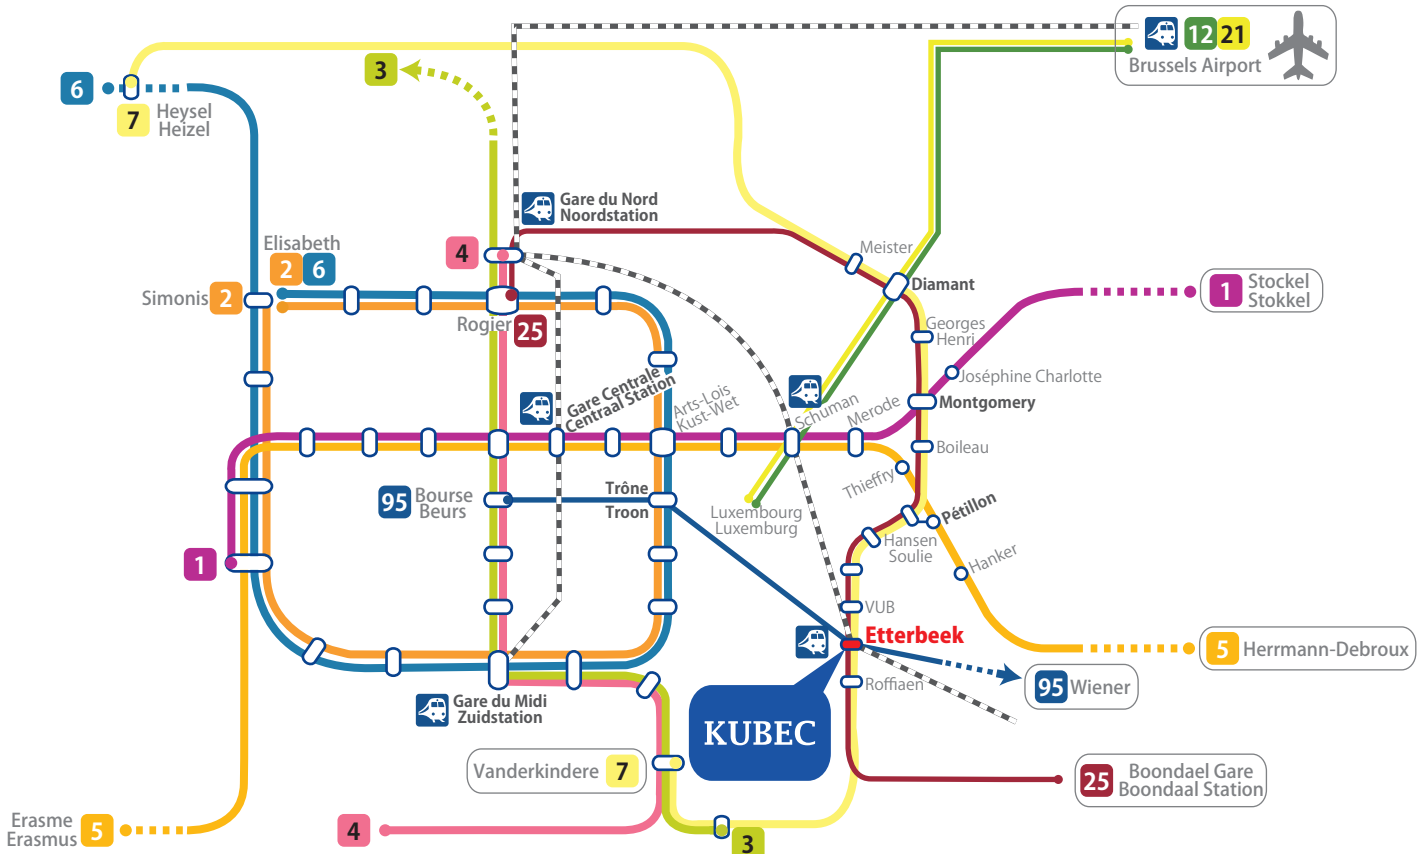 12 21
Brussels Airport
3
6
7
Heysel
Heizel
Gare du Nord
Noordstation
Elisabeth
2 6
4
Meister
Diamant
Simonis 2
1 Stockel
Stokkel
Rogier 25
Georges
Henri
Joséphine Charlotte
Gare Centrale
Centraal Station
Arts-Lois
Kust-Wet
Schuman
Merode
Montgomery
Boileau
Thieffry
95 Bourse
Beurs
Trône
Troon
Luxembourg
Luxemburg
Pétillon
Hansen
Soulie
Hanker
1
VUB
Etterbeek
5 Herrmann-Debroux
Roffiaen
95 Wiener
Gare du Midi
Zuidstation
KUBEC
Vanderkindere 7
25 Boondael Gare
Boondaal Station
Erasme
Erasmus 5
4
3